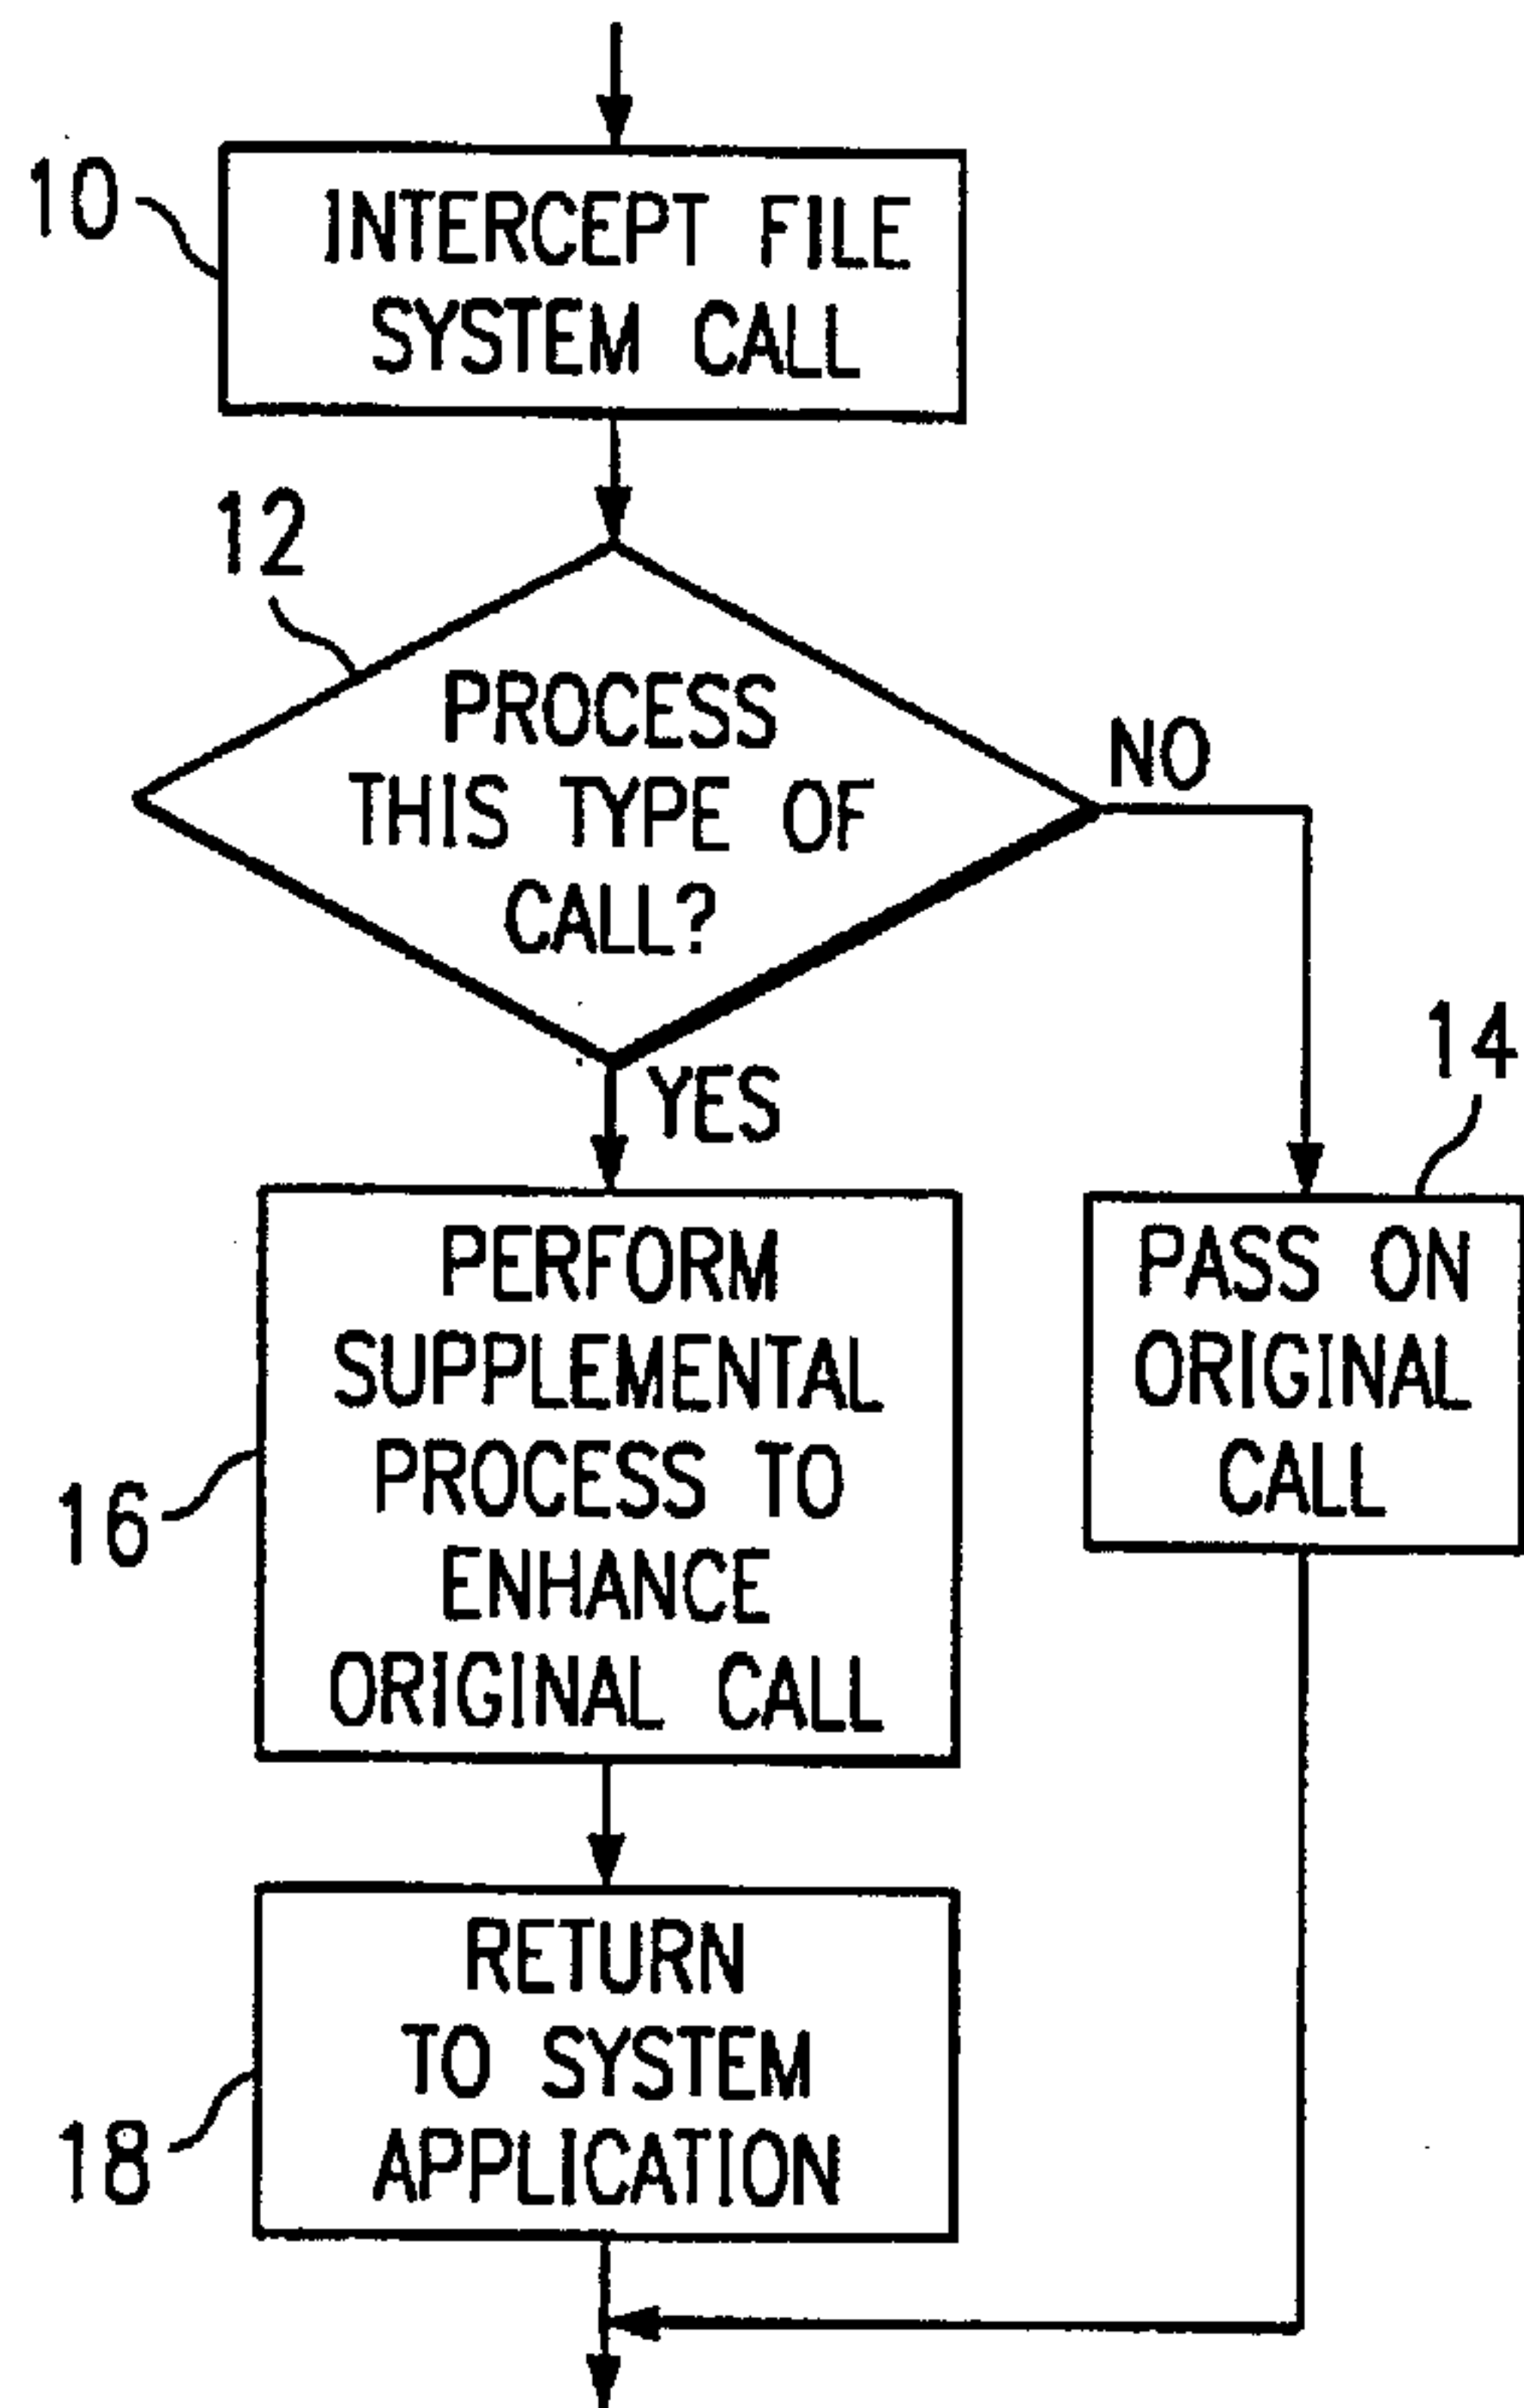 10
INTERCEPT FILE
SYSTEM CALL
12
PROCESS
THIS TYPE OF
CALL?
NO
YES
14
PERFORM
SUPPLEMENTAL
PROCESS TO
ENHANCE
ORIGINAL CALL
16
PASS ON
ORIGINAL
CALL
RETURN
TO SYSTEM
APPLICATION
18